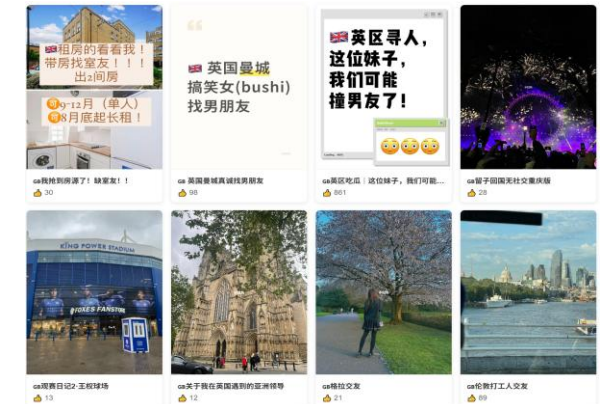 🇬🇧租房的看看我！
带房找室友！！！
出2间房
可9-12月（单人）
可8月底起长租！
GB我抢到房源了！缺室友！！
👍 30
🇬🇧 英国曼城
搞笑女(bushi)
找男朋友
GB 英国曼城真诚找男朋友
👍 98
🇬🇧英区寻人，
这位妹子，
我们可能
撞男友了！
GB英区吃瓜｜这位妹子，我们可能...
👍 861
GB留子回国无社交重庆版
👍 28
KING POWER STADIUM
FOXES FANSTORE
GB观赛日记2·王权球场
👍 13
GB关于我在英国遇到的亚洲领导
👍 12
GB格拉交友
👍 21
GB伦敦打工人交友
👍 89